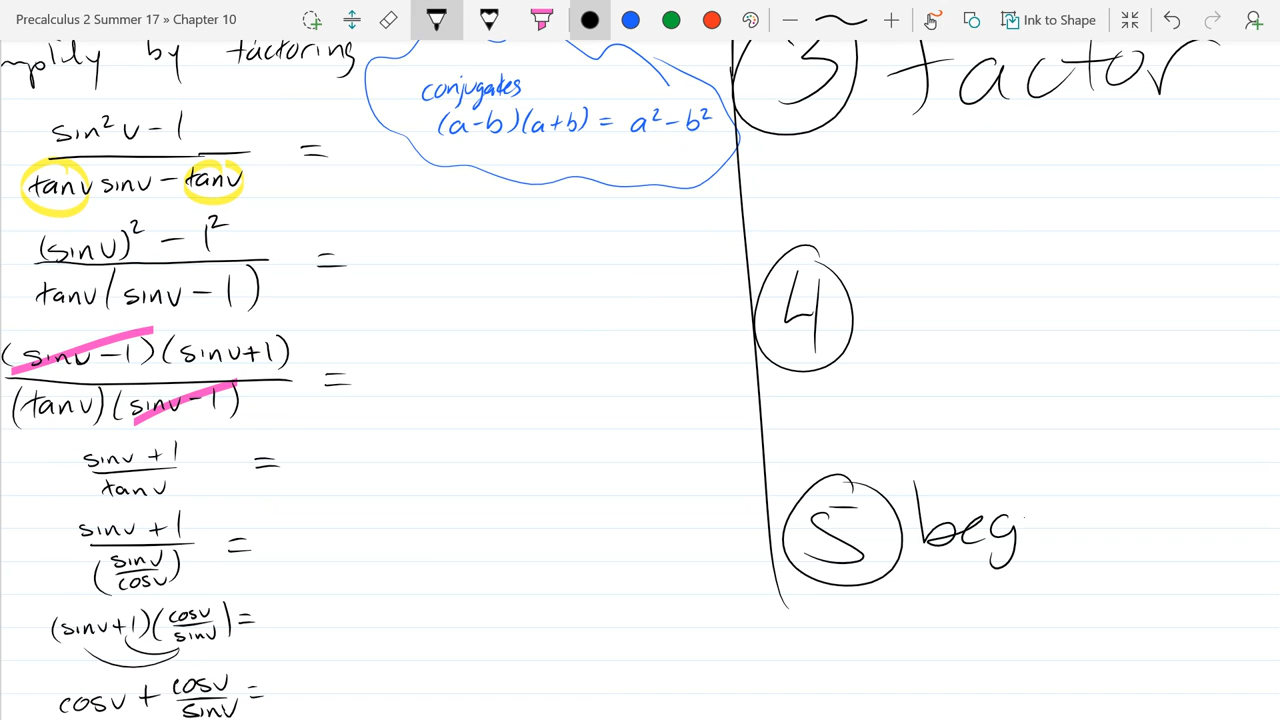 Precalculus 2 Summer 17 » Chapter 10
Ink to Shape
mplify by factoring
sin²v − 1
tanv sinv − tanv
=
(sinv)² − 1²
tanv(sinv − 1)
=
(sinv − 1)(sinv+1)
(tanv)(sinv − 1)
=
sinv + 1
tanv
=
sinv + 1
(sinv/cosv)
=
(sinv+1)(cosv/sinv) =
cosv + cosv/sinv =
conjugates
(a−b)(a+b) = a² − b²
3 factor
4
5 beg